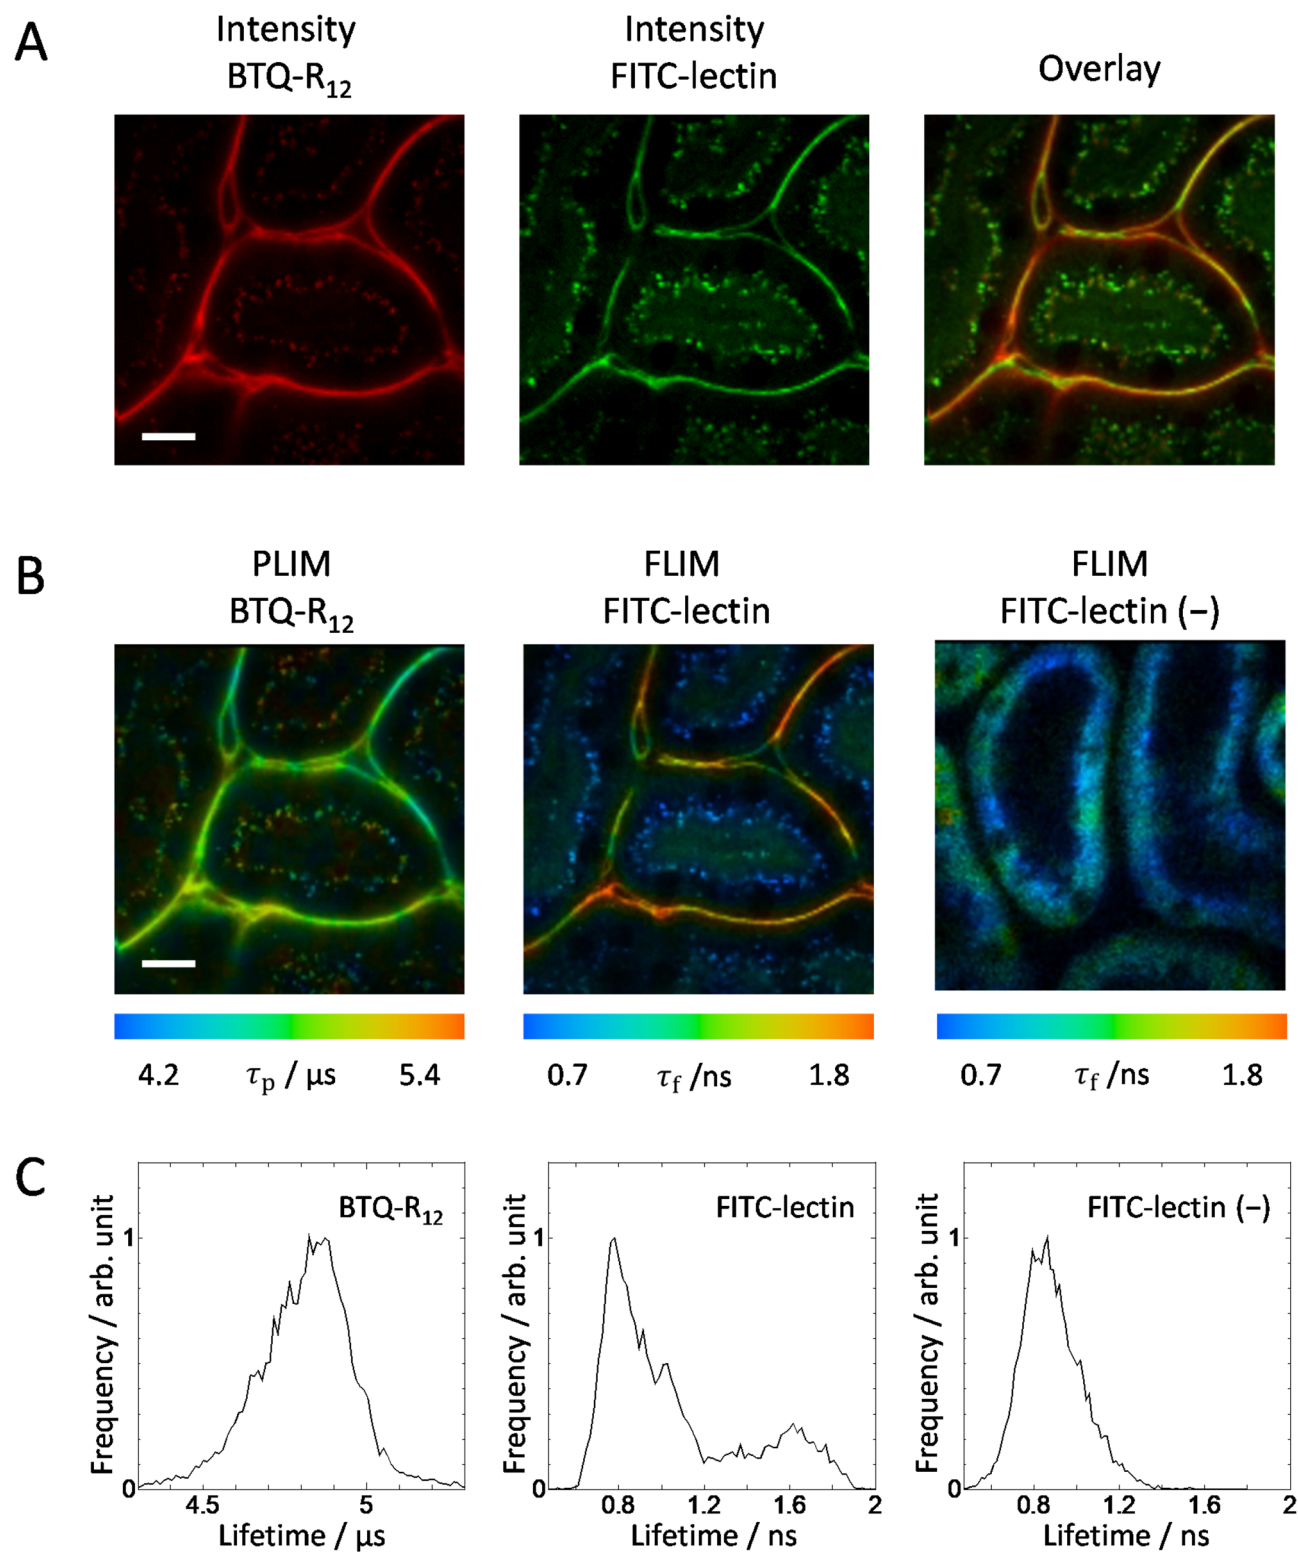 A
Intensity
BTQ-R₁₂
Intensity
FITC-lectin
Overlay
B
PLIM
BTQ-R₁₂
FLIM
FITC-lectin
FLIM
FITC-lectin (−)
4.2 τp / µs 5.4
0.7 τf /ns 1.8
0.7 τf /ns 1.8
C
BTQ-R₁₂
Frequency / arb. unit
1
0
4.5 5
Lifetime / µs
FITC-lectin
Frequency / arb. unit
1
0
0.8 1.2 1.6 2
Lifetime / ns
FITC-lectin (−)
Frequency / arb. unit
1
0
0.8 1.2 1.6 2
Lifetime / ns